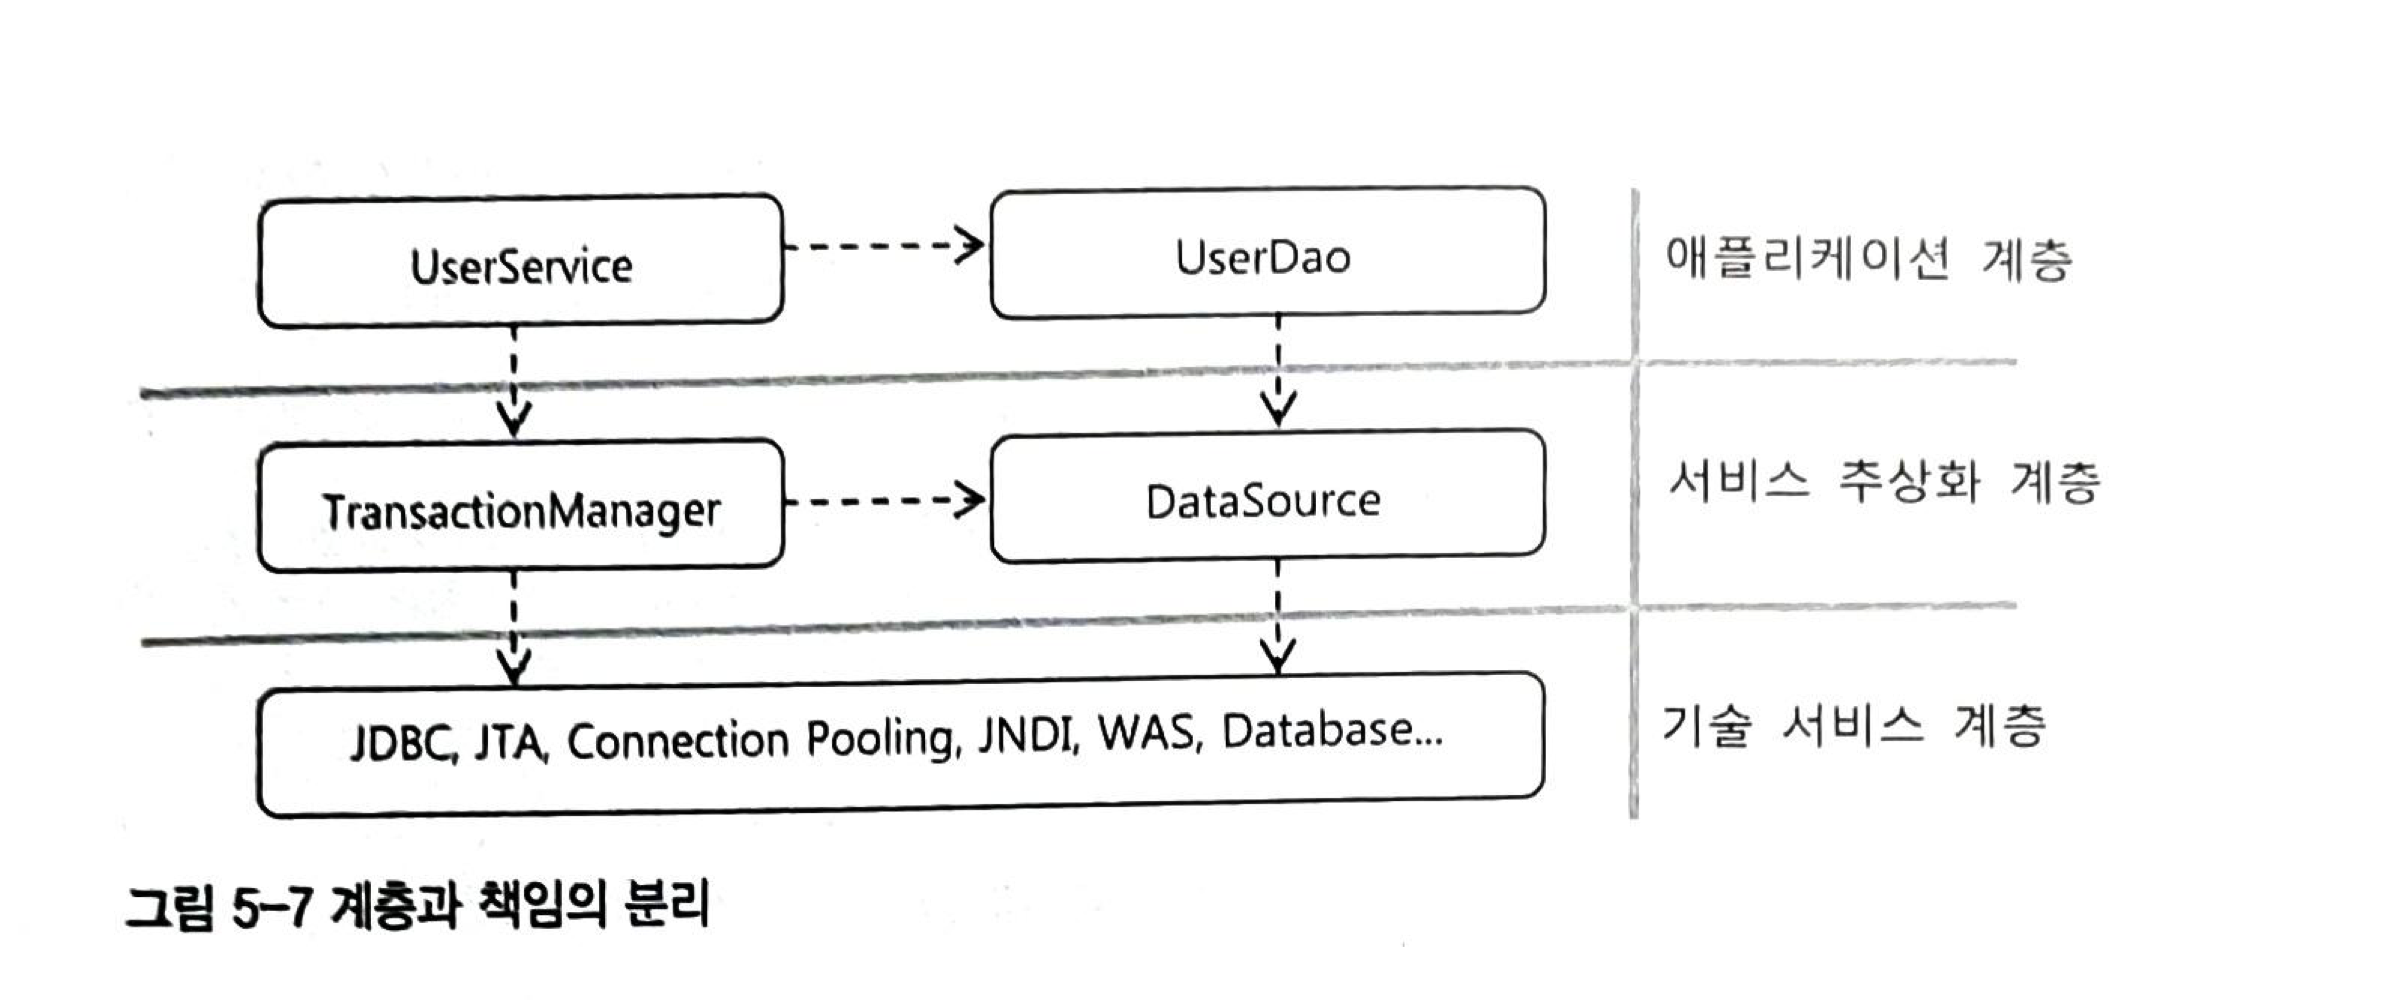 UserService
UserDao
애플리케이션 계층
TransactionManager
DataSource
서비스 추상화 계층
JDBC, JTA, Connection Pooling, JNDI, WAS, Database...
기술 서비스 계층
그림 5-7 계층과 책임의 분리